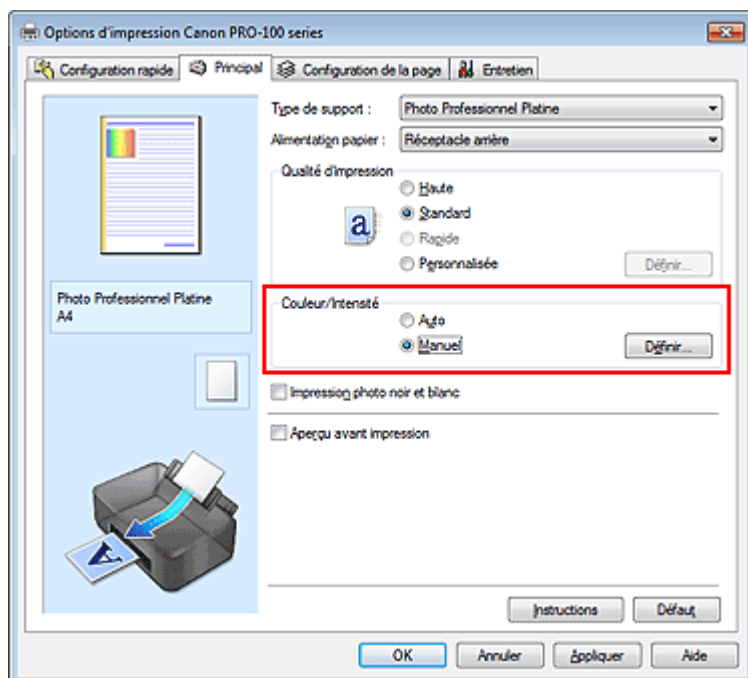 Options d'impression Canon PRO-100 series
Configuration rapide Principal Configuration de la page Entretien
Type de support : Photo Professionnel Platine
Alimentation papier : Réceptacle arrière
Qualité d'impression
Haute
a Standard
Rapide
Personnalisée Définir...
Photo Professionnel Platine
A4
Couleur/Intensité
Auto
Manuel Définir...
Impression photo noir et blanc
Aperçu avant impression
A
Instructions Défaut
OK Annuler Appliquer Aide